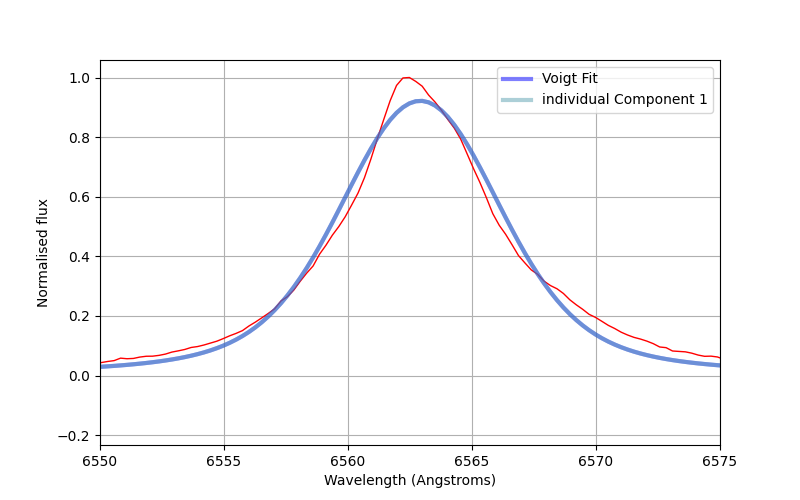 Voigt Fit
individual Component 1
Normalised flux
1.0
0.8
0.6
0.4
0.2
0.0
−0.2
6550 6555 6560 6565 6570 6575
Wavelength (Angstroms)